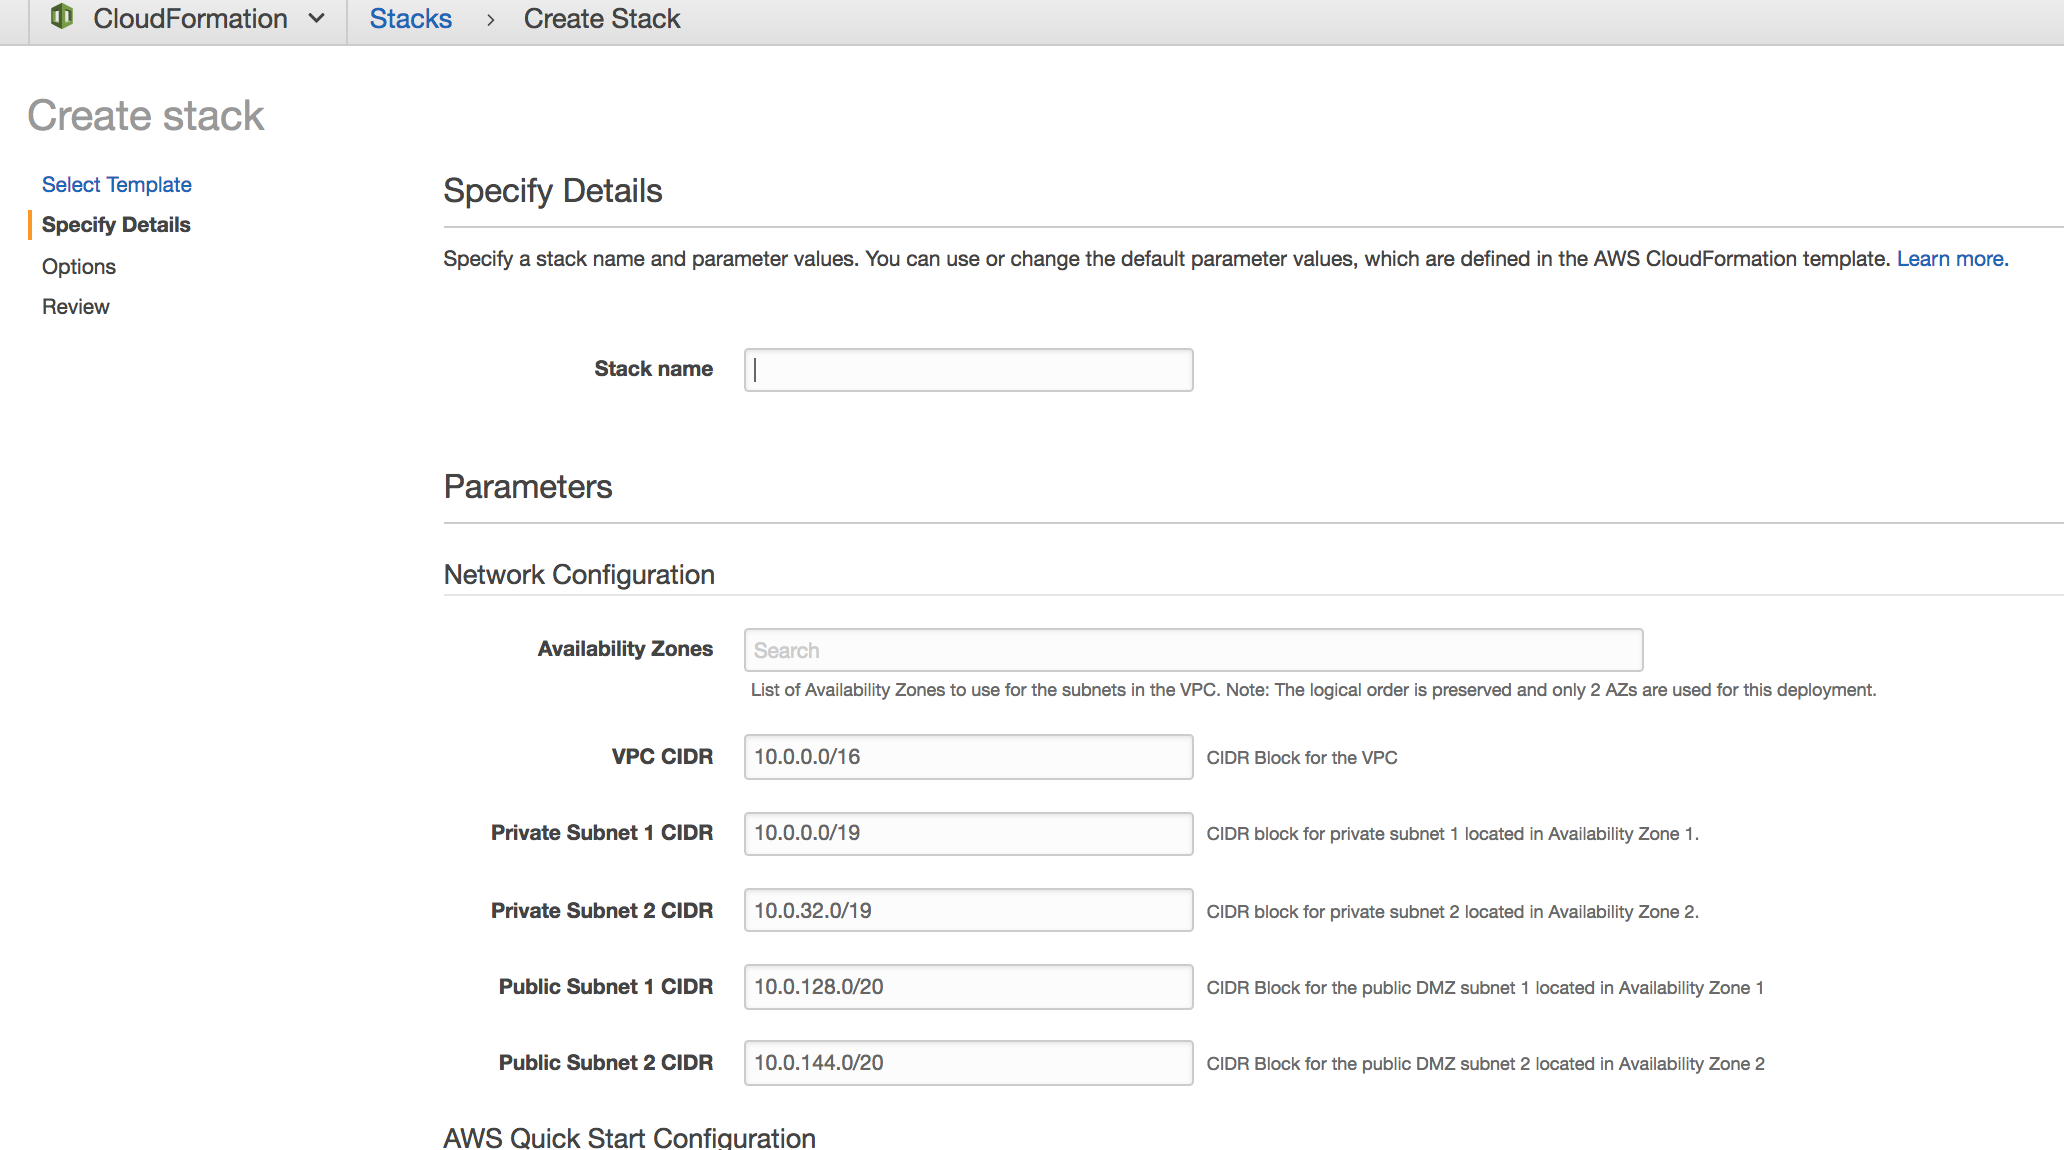 CloudFormation Stacks › Create Stack
Create stack
Select Template
Specify Details
Options
Review
Specify Details
Specify a stack name and parameter values. You can use or change the default parameter values, which are defined in the AWS CloudFormation template. Learn more.
Stack name
Parameters
Network Configuration
Availability Zones Search
List of Availability Zones to use for the subnets in the VPC. Note: The logical order is preserved and only 2 AZs are used for this deployment.
VPC CIDR 10.0.0.0/16 CIDR Block for the VPC
Private Subnet 1 CIDR 10.0.0.0/19 CIDR block for private subnet 1 located in Availability Zone 1.
Private Subnet 2 CIDR 10.0.32.0/19 CIDR block for private subnet 2 located in Availability Zone 2.
Public Subnet 1 CIDR 10.0.128.0/20 CIDR Block for the public DMZ subnet 1 located in Availability Zone 1
Public Subnet 2 CIDR 10.0.144.0/20 CIDR Block for the public DMZ subnet 2 located in Availability Zone 2
AWS Quick Start Configuration